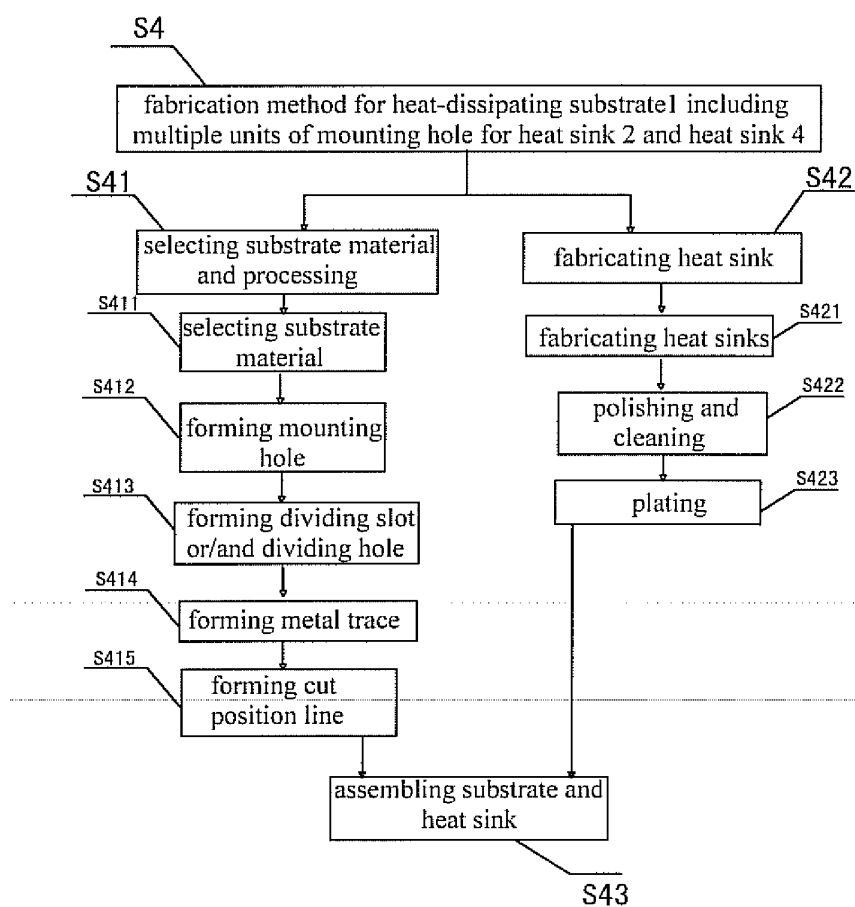 S4
fabrication method for heat-dissipating substrate1 including
multiple units of mounting hole for heat sink 2 and heat sink 4
S41
selecting substrate material
and processing
S42
fabricating heat sink
S411
selecting substrate
material
S421
fabricating heat sinks
S412
forming mounting
hole
S422
polishing and
cleaning
S413
forming dividing slot
or/and dividing hole
S423
plating
S414
forming metal trace
S415
forming cut
position line
assembling substrate and
heat sink
S43